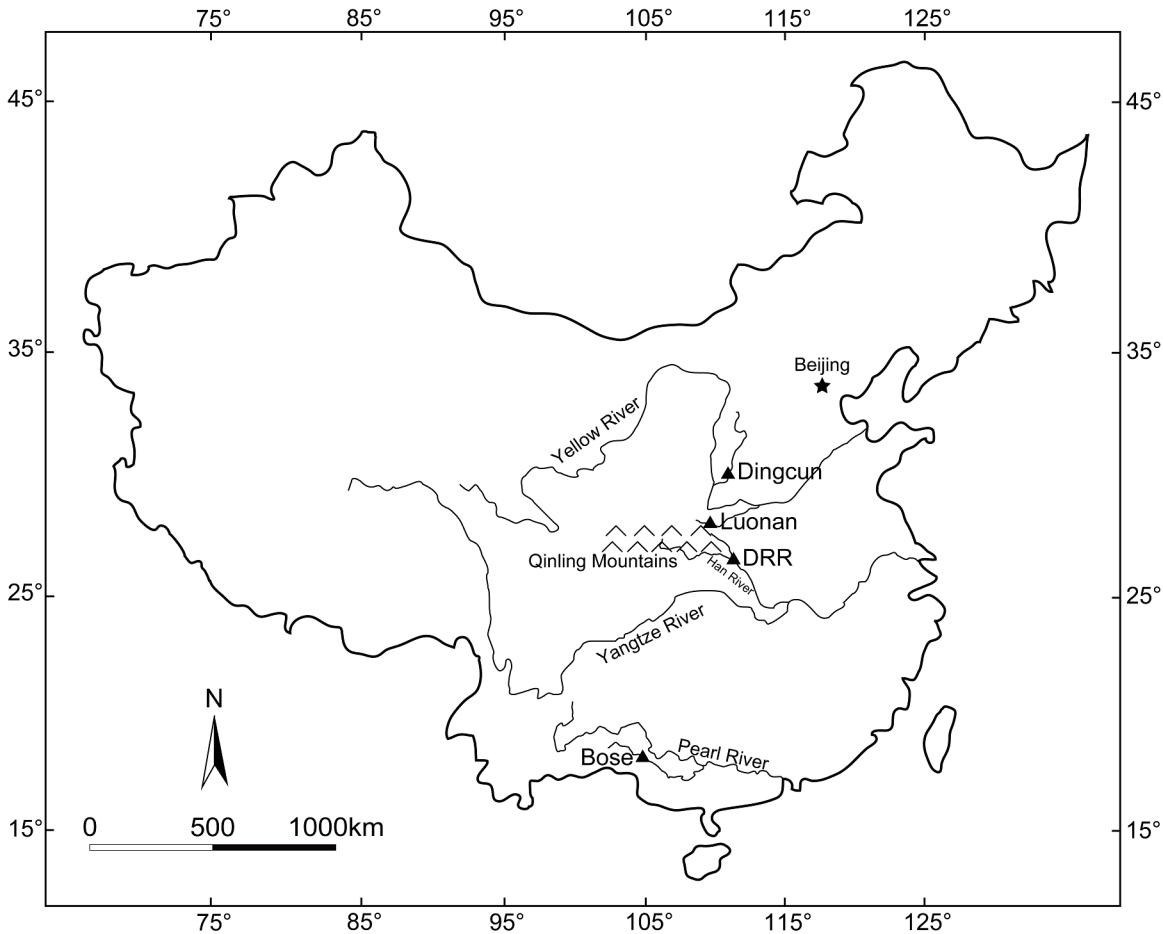 75° 85° 95° 105° 115° 125°
45° 45°
35° 35°
Beijing
Yellow River
Dingcun
Luonan
Qinling Mountains
DRR
Han River
25° 25°
Yangtze River
N
Pearl River
Bose
0 500 1000km
15° 15°
75° 85° 95° 105° 115° 125°